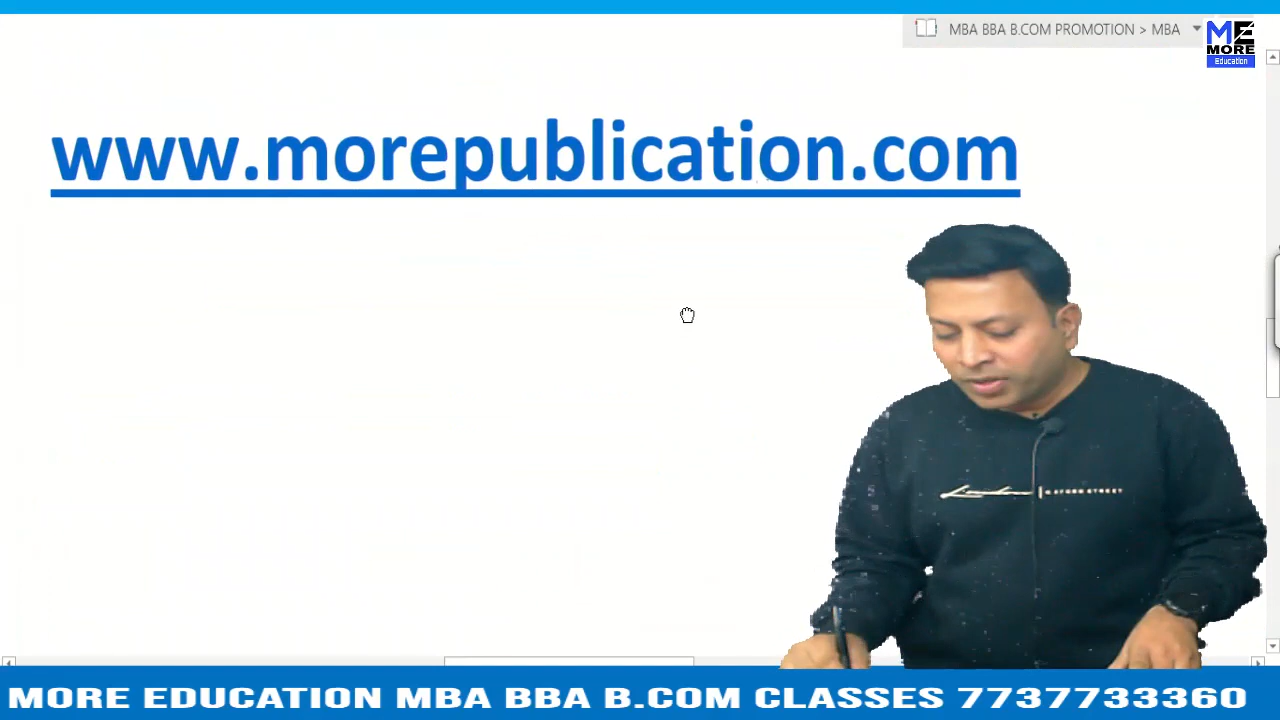 MBA BBA B.COM PROMOTION > MBA
ME
MORE
Education
www.morepublication.com
MORE EDUCATION MBA BBA B.COM CLASSES 7737733360